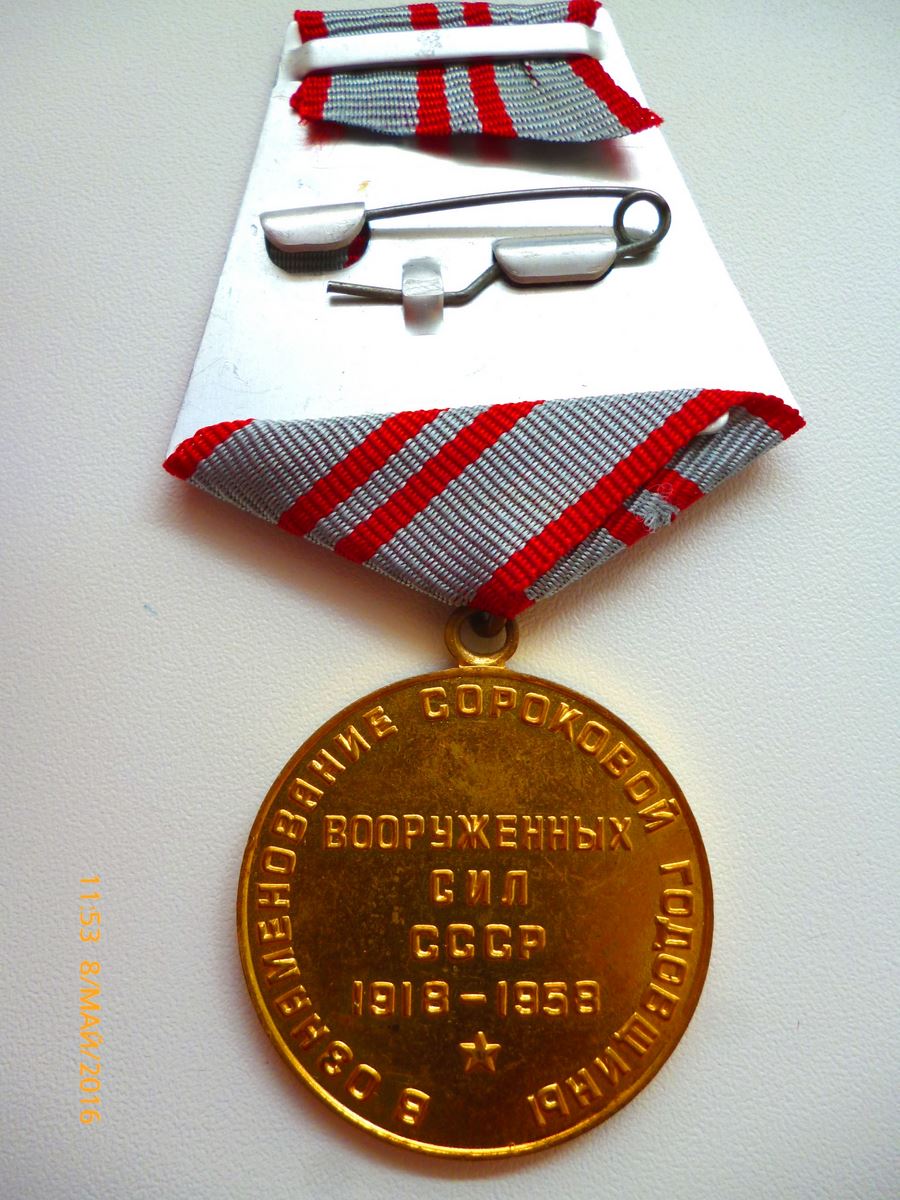 В ОЗНАМЕНОВАНИЕ СОРОКОВОЙ ГОДОВЩИНЫ
ВООРУЖЕННЫХ
СИЛ
СССР
1918-1958
11:53 8/МАЙ/2016